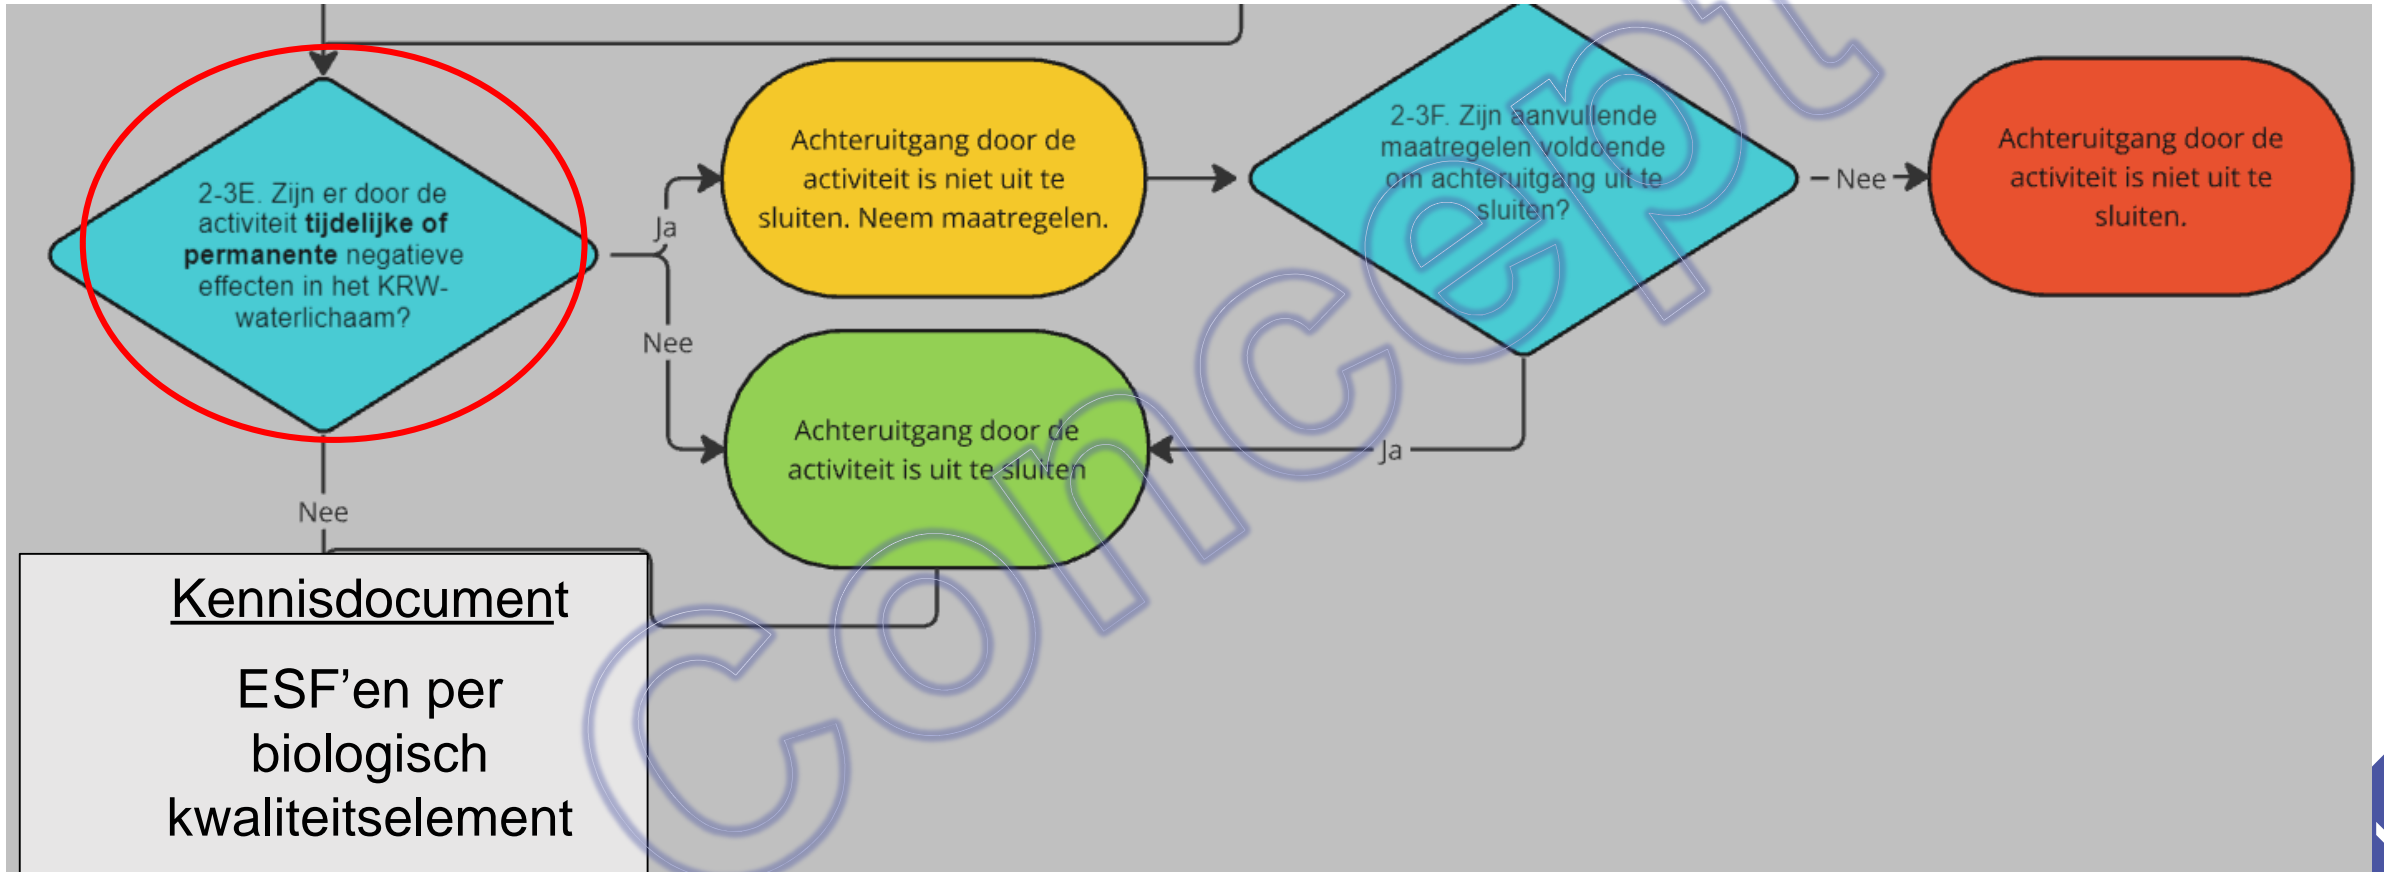 2-3E. Zijn er door de
activiteit tijdelijke of
permanente negatieve
effecten in het KRW-
waterlichaam?
Ja
Nee
Nee
Achteruitgang door de
activiteit is niet uit te
sluiten. Neem maatregelen.
Achteruitgang door de
activiteit is uit te sluiten
2-3F. Zijn aanvullende
maatregelen voldoende
om achteruitgang uit te
sluiten?
Nee
Ja
Achteruitgang door de
activiteit is niet uit te
sluiten.
Kennisdocument
ESF’en per
biologisch
kwaliteitselement
Concept